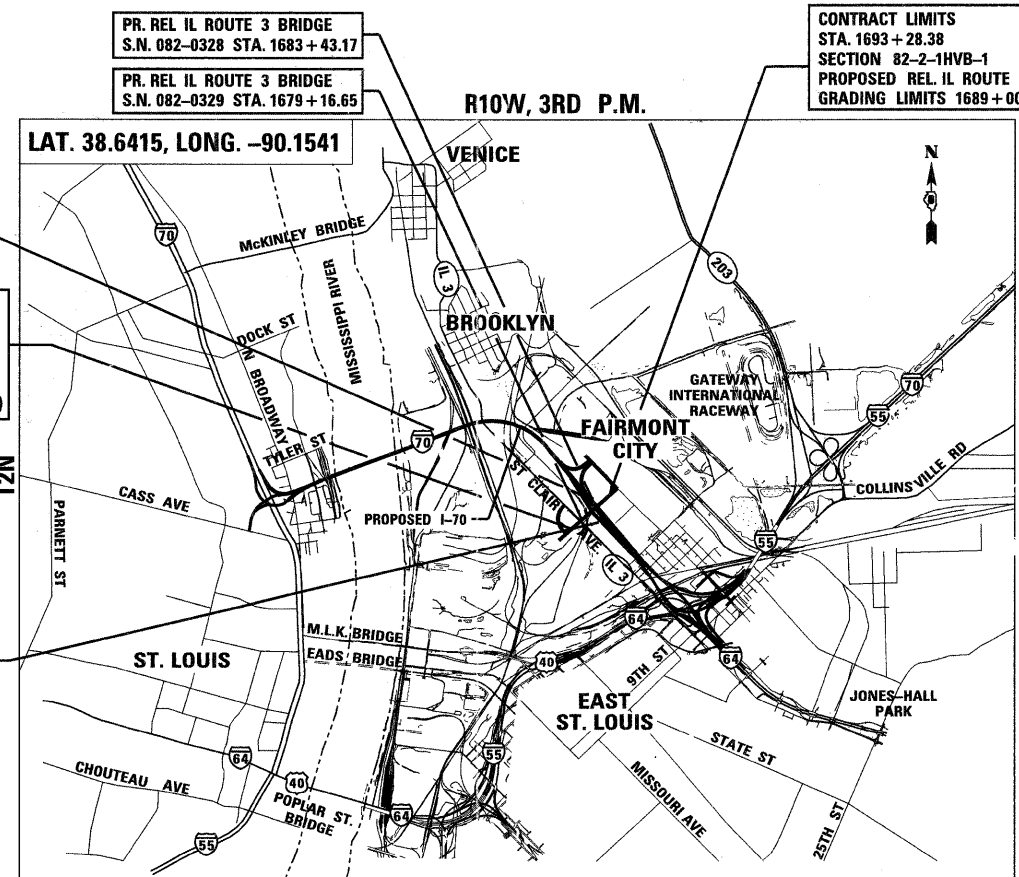 PR. REL IL ROUTE 3 BRIDGE
S.N. 082-0328 STA. 1683+43.17
PR. REL IL ROUTE 3 BRIDGE
S.N. 082-0329 STA. 1679+16.65
CONTRACT LIMITS
STA. 1693+28.38
SECTION 82-2-1HVB-1
PROPOSED REL. IL ROUTE
GRADING LIMITS 1689+00
R10W, 3RD P.M.
LAT. 38.6415, LONG. -90.1541
VENICE
N
70
McKINLEY BRIDGE
MISSISSIPPI RIVER
IL 3
203
BROOKLYN
DOCK ST
N BROADWAY
GATEWAY
INTERNATIONAL
RACEWAY
70
55
TYLER ST
70
FAIRMONT
CITY
ST CLAIR AVE
COLLINSVILLE RD
T2N
CASS AVE
PARNETT ST
PROPOSED I-70
55
IL 3
64
M.L.K. BRIDGE
EADS BRIDGE
ST. LOUIS
40
9TH ST
64
EAST
ST. LOUIS
JONES-HALL
PARK
STATE ST
MISSOURI AVE
25TH ST
55
64
CHOUTEAU AVE
40
POPLAR ST.
BRIDGE
64
55